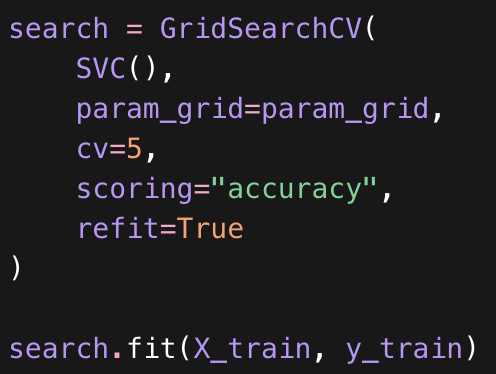 search = GridSearchCV(
    SVC(),
    param_grid=param_grid,
    cv=5,
    scoring="accuracy",
    refit=True
)

search.fit(X_train, y_train)